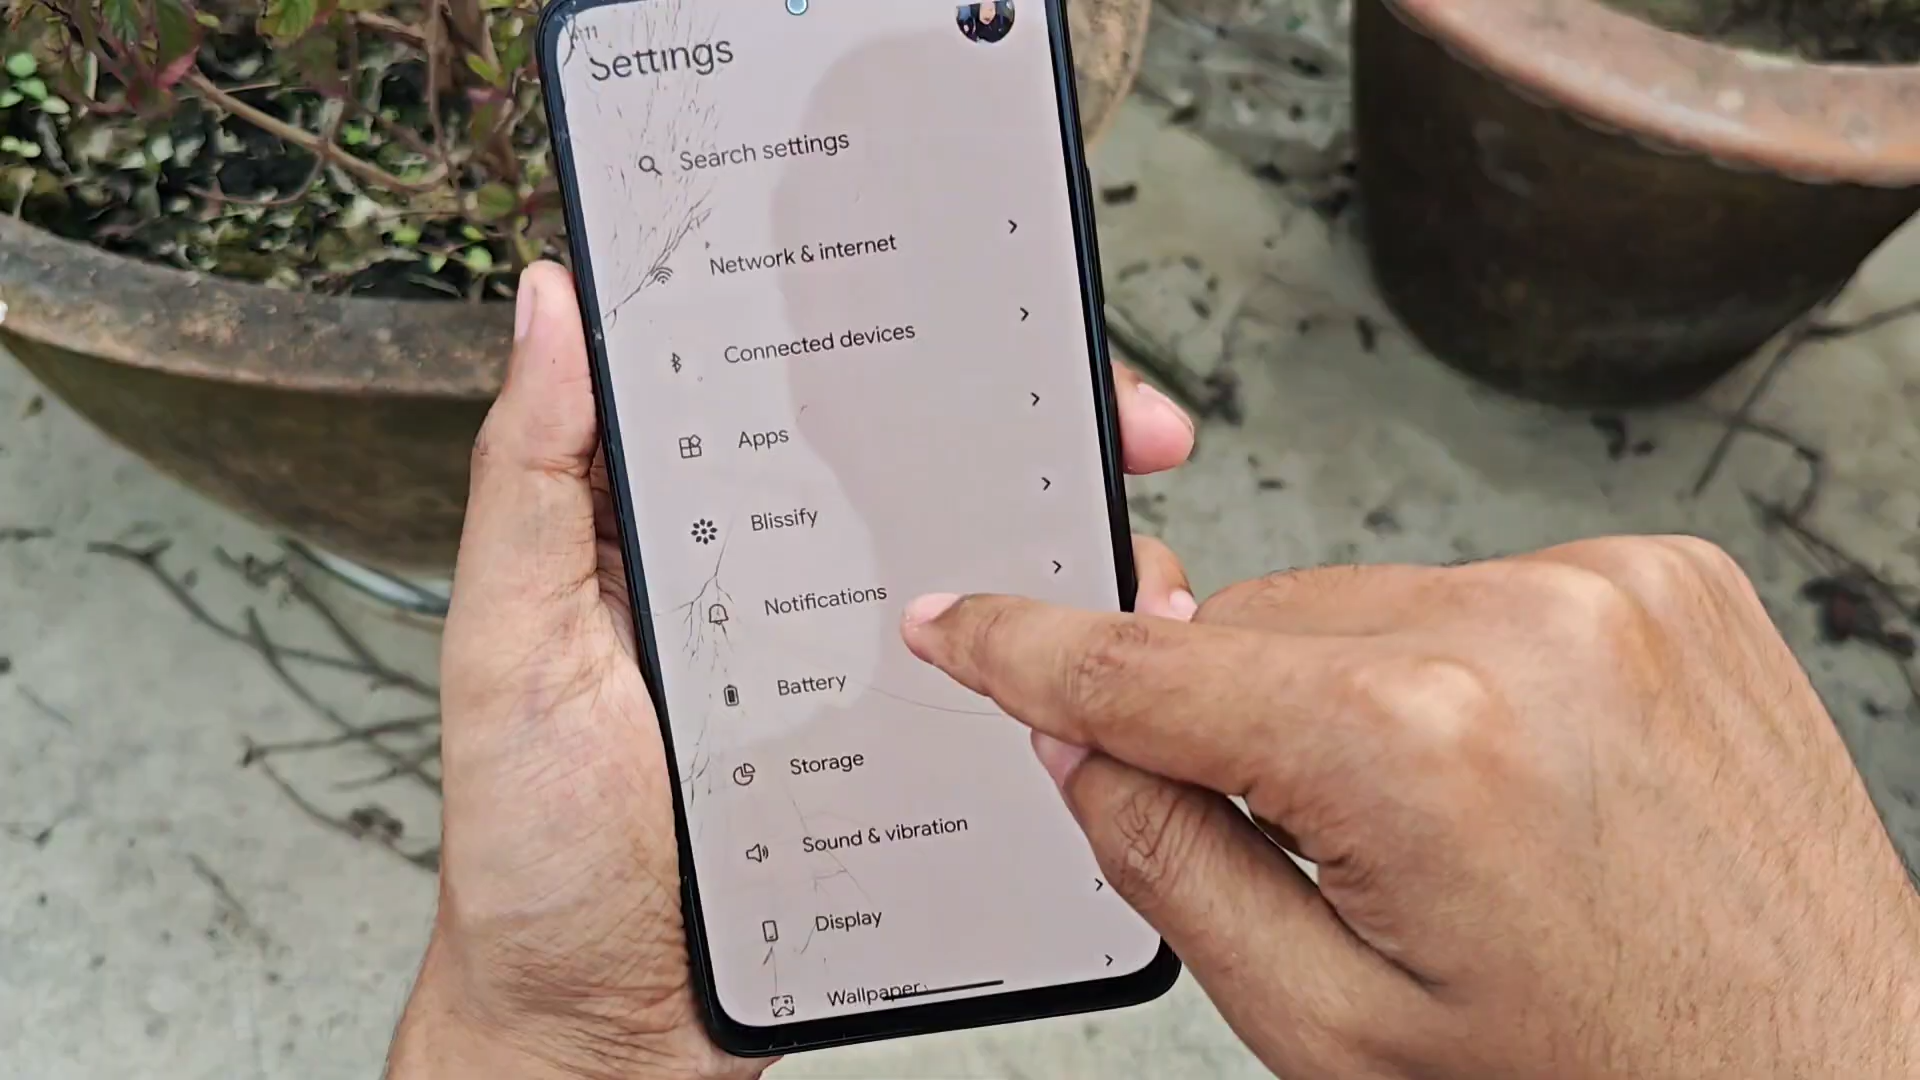 Settings
Search settings
Network & internet
Connected devices
Apps
Blissify
Notifications
Battery
Storage
Sound & vibration
Display
Wallpaper